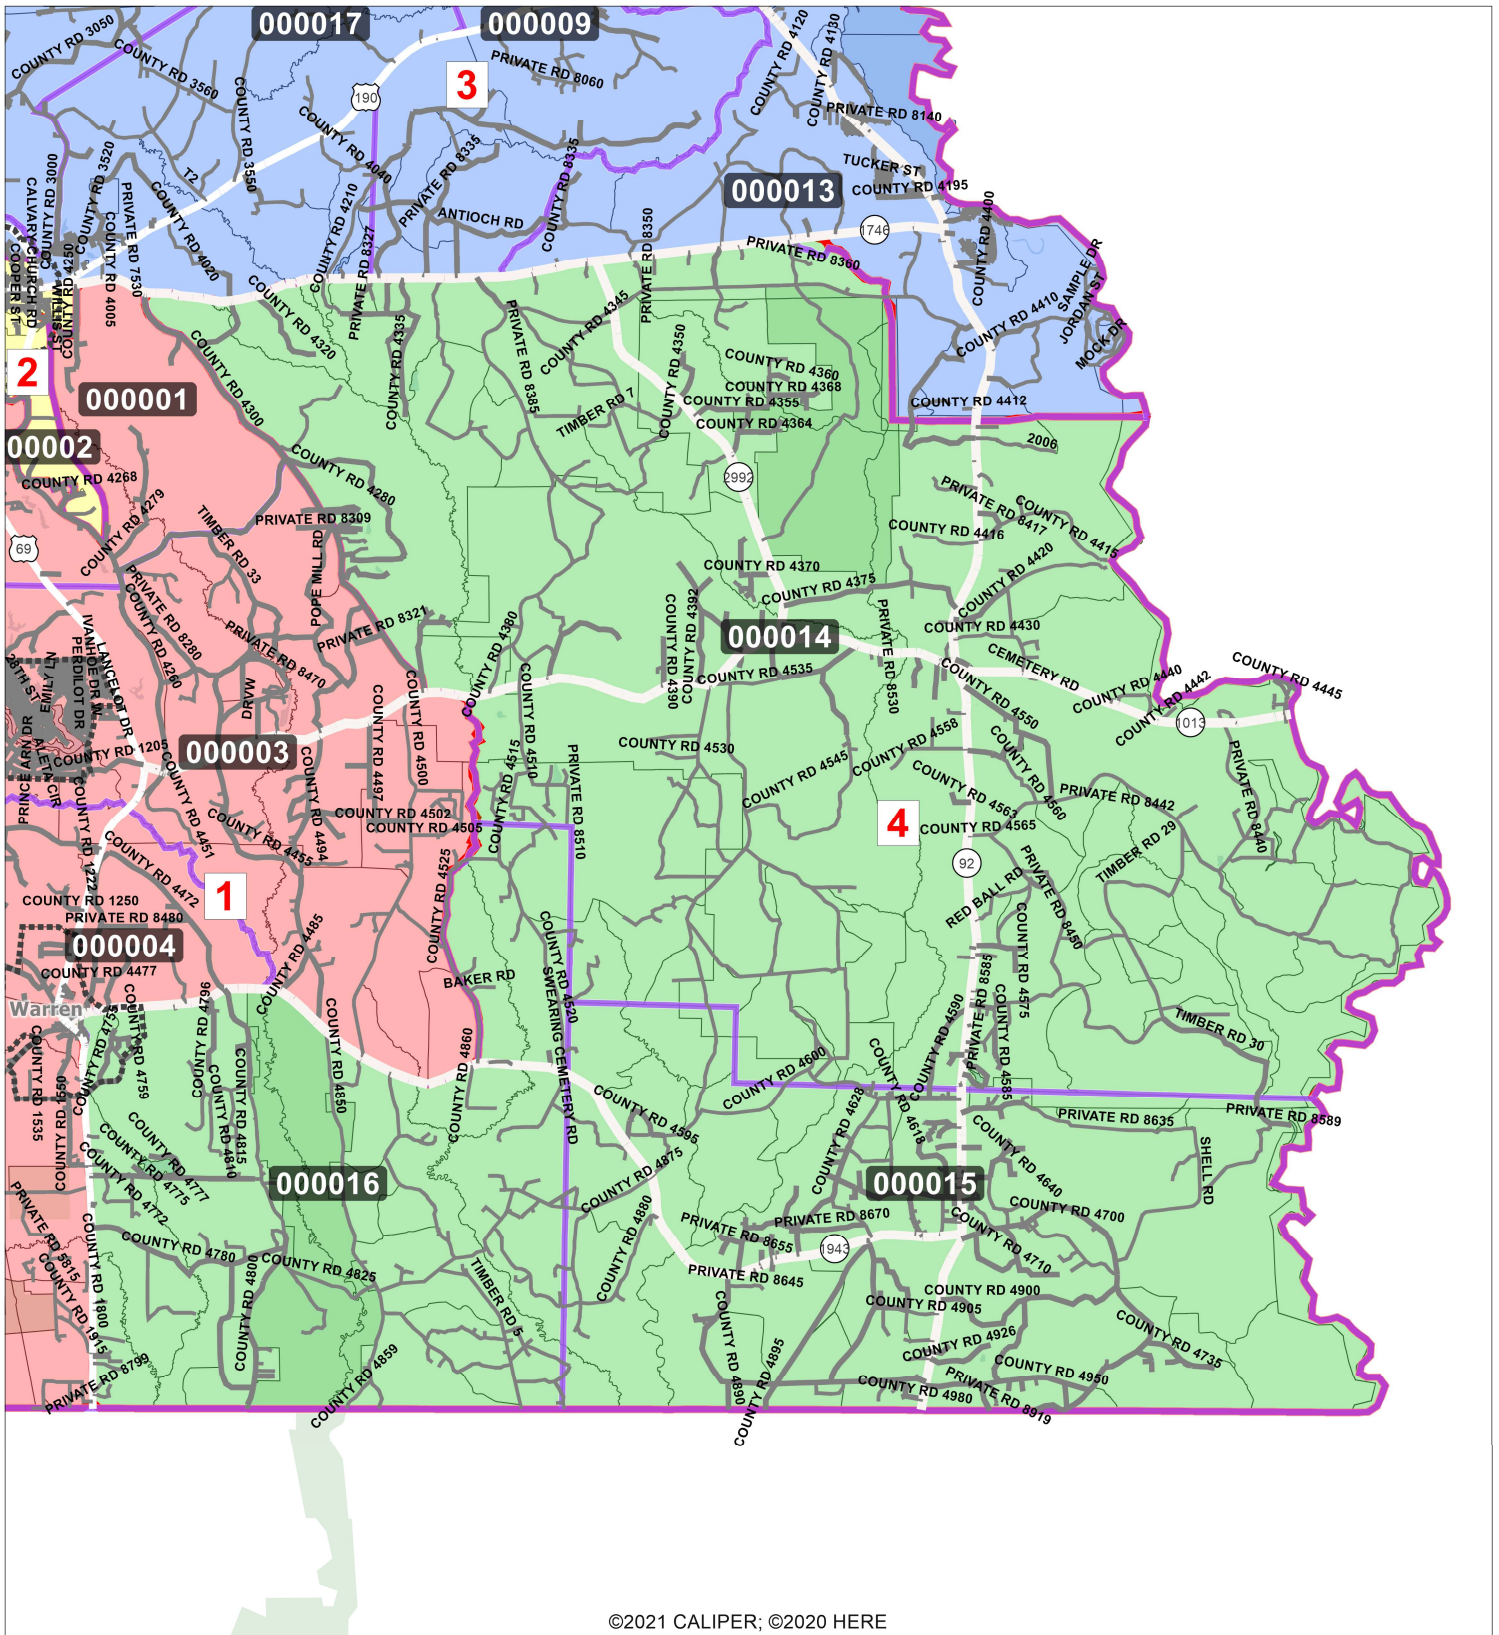 000017
000009
COUNTY RD 3050
COUNTY RD 3560
190
3
PRIVATE RD 8060
COUNTY RD 4120
COUNTY RD 4130
PRIVATE RD 8140
COUNTY RD 3550
COUNTY RD 4040
PRIVATE RD 8335
COUNTY RD 8335
TUCKER ST
COUNTY RD 4195
000013
CALVARY CHURCH RD
COUNTY RD 3000
COUNTY RD 3520
T2
COUNTY RD 4020
COUNTY RD 4210
ANTIOCH RD
PRIVATE RD 8350
1746
COUNTY RD 4400
COOPER ST
WILLIS ST
COUNTY RD 4250
COUNTY RD 4005
PRIVATE RD 7530
PRIVATE RD 8327
PRIVATE RD 8360
SAMPLE DR
JORDAN ST
MOCK DR
COUNTY RD 4410
COUNTY RD 4320
COUNTY RD 4335
PRIVATE RD 8385
COUNTY RD 4345
COUNTY RD 4350
COUNTY RD 4360
COUNTY RD 4368
COUNTY RD 4355
COUNTY RD 4364
COUNTY RD 4412
2
000001
COUNTY RD 4300
TIMBER RD 7
2006
00002
COUNTY RD 4268
COUNTY RD 4280
2992
COUNTY RD 4279
TIMBER RD 33
PRIVATE RD 8309
POPE MILL RD
PRIVATE RD 8417
COUNTY RD 4415
COUNTY RD 4416
COUNTY RD 4420
69
COUNTY RD 4370
COUNTY RD 4375
PRIVATE RD 8280
COUNTY RD 4260
PRIVATE RD 8321
COUNTY RD 4380
COUNTY RD 4390
COUNTY RD 4392
000014
PRIVATE RD 8530
COUNTY RD 4430
IVANHOE DR W
LANCELOT DR
PERDILOT DR
EMILY LN
28TH ST
PRIVATE RD 8470
DRVW
COUNTY RD 4535
CEMETERY RD
COUNTY RD 4440
COUNTY RD 4442
COUNTY RD 4445
1013
COUNTY RD 4497
COUNTY RD 4500
COUNTY RD 4510
COUNTY RD 4515
COUNTY RD 4550
PRINCE ARN DR
ALETA CIR
COUNTY RD 1205
000003
COUNTY RD 4530
COUNTY RD 4545
COUNTY RD 4558
COUNTY RD 4560
PRIVATE RD 8440
COUNTY RD 1222
COUNTY RD 4451
COUNTY RD 4455
COUNTY RD 4494
COUNTY RD 4502
COUNTY RD 4505
PRIVATE RD 8510
COUNTY RD 4563
COUNTY RD 4565
PRIVATE RD 8442
4
92
TIMBER RD 29
COUNTY RD 4472
1
COUNTY RD 1250
PRIVATE RD 8480
COUNTY RD 4525
RED BALL RD
PRIVATE RD 8450
000004
COUNTY RD 4477
COUNTY RD 4485
BAKER RD
COUNTY RD 4520
SWEARING CEMETERY RD
PRIVATE RD 8585
COUNTY RD 4575
Warren
COUNTY RD 4757
COUNTY RD 4759
COUNTY RD 4796
COUNTY RD 4850
COUNTY RD 4860
COUNTY RD 4590
COUNTY RD 4585
TIMBER RD 30
COUNTY RD 1535
COUNTY RD 1550
COUNTY RD 4815
COUNTY RD 4810
COUNTY RD 4600
COUNTY RD 4618
COUNTY RD 4628
COUNTY RD 4595
PRIVATE RD 8635
PRIVATE RD 8589
COUNTY RD 4777
COUNTY RD 4775
COUNTY RD 4772
000016
COUNTY RD 4875
COUNTY RD 4880
000015
COUNTY RD 4640
SHELL RD
PRIVATE RD 5815
COUNTY RD 4780
COUNTY RD 1800
COUNTY RD 4800
COUNTY RD 4825
PRIVATE RD 8670
PRIVATE RD 8655
1943
PRIVATE RD 8645
COUNTY RD 4700
COUNTY RD 4710
TIMBER RD 5
COUNTY RD 1915
COUNTY RD 4900
COUNTY RD 4905
COUNTY RD 4926
COUNTY RD 4735
COUNTY RD 4950
PRIVATE RD 8799
COUNTY RD 4859
COUNTY RD 4890
COUNTY RD 4895
COUNTY RD 4980
PRIVATE RD 8919
©2021 CALIPER; ©2020 HERE